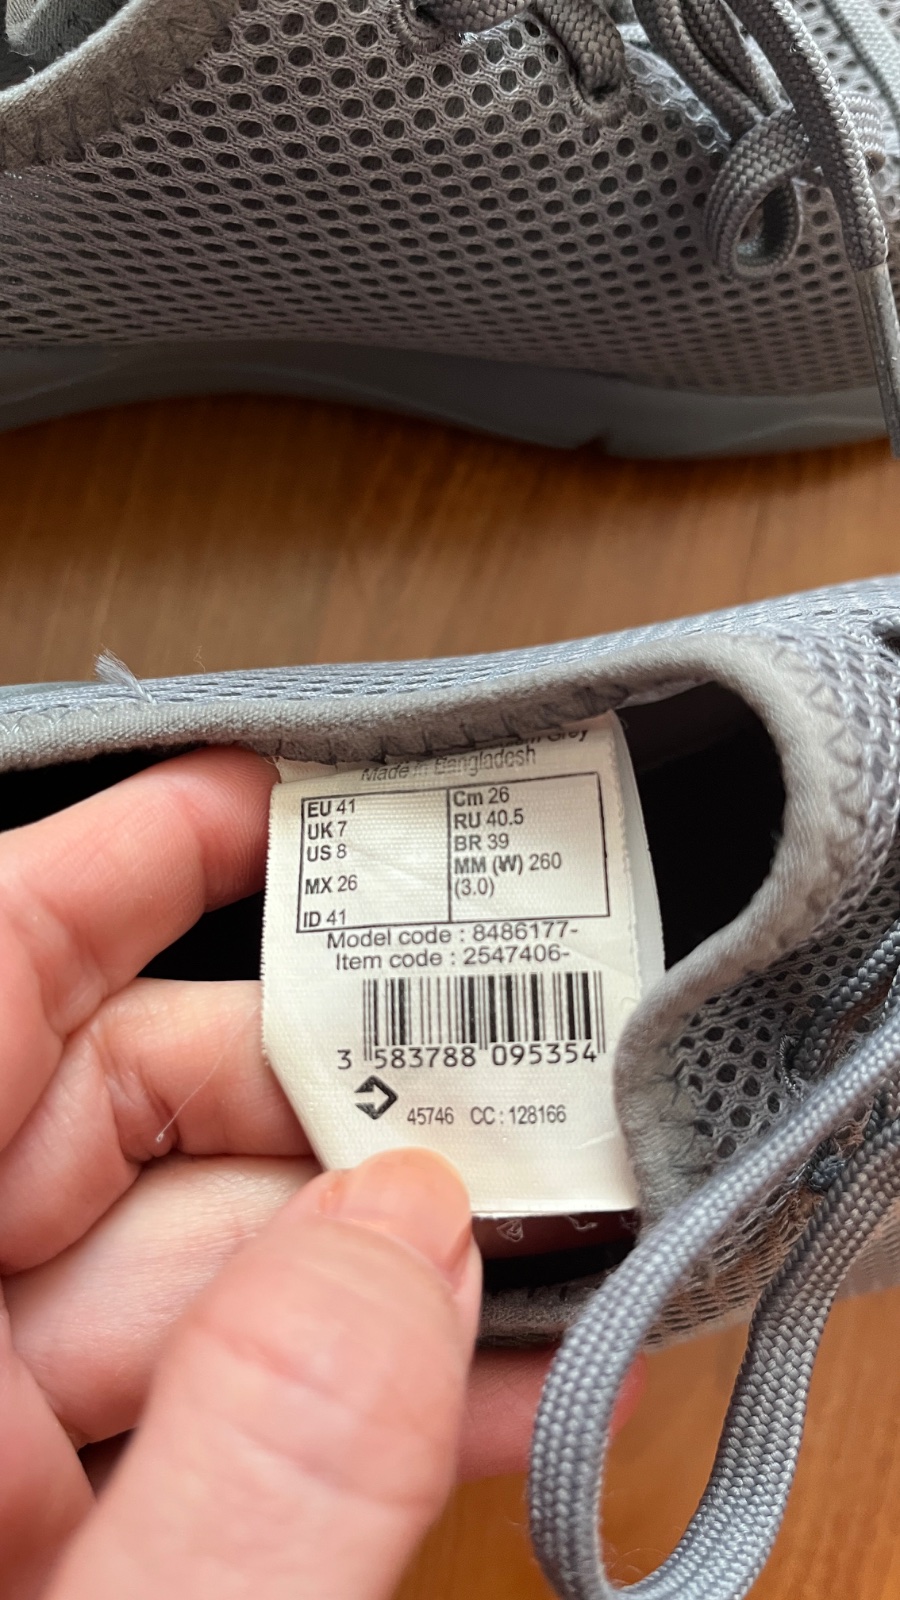 Grey
Made in Bangladesh
EU 41
UK 7
US 8
MX 26
ID 41
Cm 26
RU 40.5
BR 39
MM (W) 260
(3.0)
Model code : 8486177-
Item code : 2547406-
3 583788 095354
45746 CC : 128166